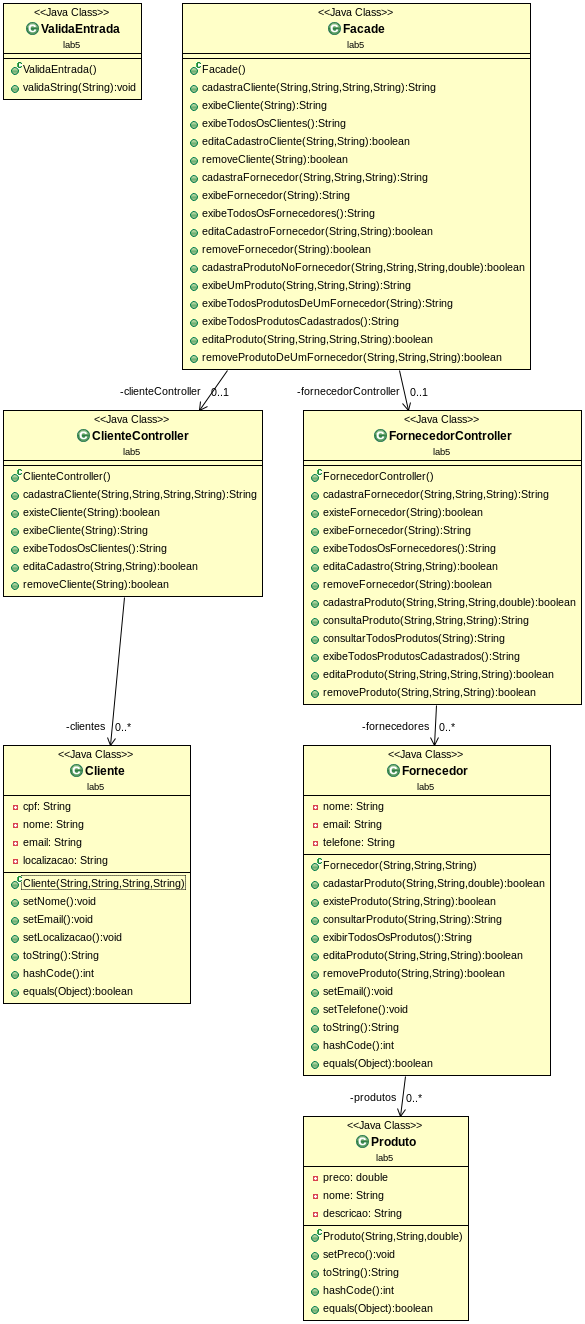 <<Java Class>>
ValidaEntrada
lab5
ValidaEntrada()
validaString(String):void
<<Java Class>>
Facade
lab5
Facade()
cadastraCliente(String,String,String,String):String
exibeCliente(String):String
exibeTodosOsClientes():String
editaCadastroCliente(String,String):boolean
removeCliente(String):boolean
cadastraFornecedor(String,String,String):String
exibeFornecedor(String):String
exibeTodosOsFornecedores():String
editaCadastroFornecedor(String,String):boolean
removeFornecedor(String):boolean
cadastraProdutoNoFornecedor(String,String,String,double):boolean
exibeUmProduto(String,String,String):String
exibeTodosProdutosDeUmFornecedor(String):String
exibeTodosProdutosCadastrados():String
editaProduto(String,String,String,String):boolean
removeProdutoDeUmFornecedor(String,String,String):boolean
-clienteController 0..1
-fornecedorController 0..1
<<Java Class>>
ClienteController
lab5
ClienteController()
cadastraCliente(String,String,String,String):String
existeCliente(String):boolean
exibeCliente(String):String
exibeTodosOsClientes():String
editaCadastro(String,String):boolean
removeCliente(String):boolean
<<Java Class>>
FornecedorController
lab5
FornecedorController()
cadastraFornecedor(String,String,String):String
existeFornecedor(String):boolean
exibeFornecedor(String):String
exibeTodosOsFornecedores():String
editaCadastro(String,String):boolean
removeFornecedor(String):boolean
cadastraProduto(String,String,String,double):boolean
consultaProduto(String,String,String):String
consultarTodosProdutos(String):String
exibeTodosProdutosCadastrados():String
editaProduto(String,String,String,String):boolean
removeProduto(String,String,String):boolean
-clientes 0..*
-fornecedores 0..*
<<Java Class>>
Cliente
lab5
cpf: String
nome: String
email: String
localizacao: String
Cliente(String,String,String,String)
setNome():void
setEmail():void
setLocalizacao():void
toString():String
hashCode():int
equals(Object):boolean
<<Java Class>>
Fornecedor
lab5
nome: String
email: String
telefone: String
Fornecedor(String,String,String)
cadastarProduto(String,String,double):boolean
existeProduto(String,String):boolean
consultarProduto(String,String):String
exibirTodosOsProdutos():String
editaProduto(String,String,String):boolean
removeProduto(String,String):boolean
setEmail():void
setTelefone():void
toString():String
hashCode():int
equals(Object):boolean
-produtos 0..*
<<Java Class>>
Produto
lab5
preco: double
nome: String
descricao: String
Produto(String,String,double)
setPreco():void
toString():String
hashCode():int
equals(Object):boolean